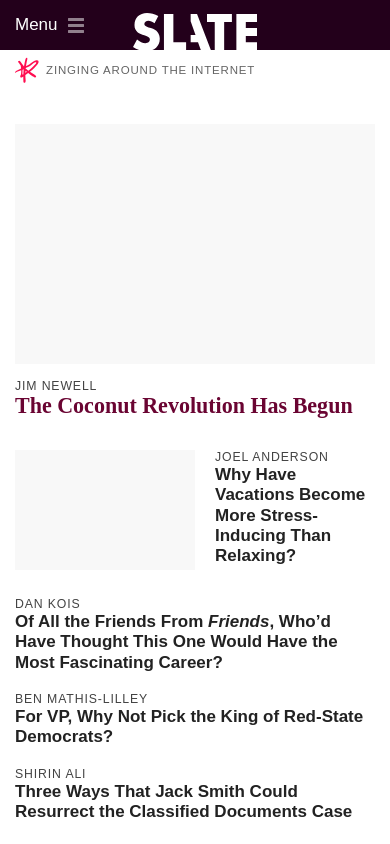 Menu
SLATE
ZINGING AROUND THE INTERNET
JIM NEWELL
The Coconut Revolution Has Begun
JOEL ANDERSON
Why Have
Vacations Become
More Stress-
Inducing Than
Relaxing?
DAN KOIS
Of All the Friends From Friends, Who’d
Have Thought This One Would Have the
Most Fascinating Career?
BEN MATHIS-LILLEY
For VP, Why Not Pick the King of Red-State
Democrats?
SHIRIN ALI
Three Ways That Jack Smith Could
Resurrect the Classified Documents Case